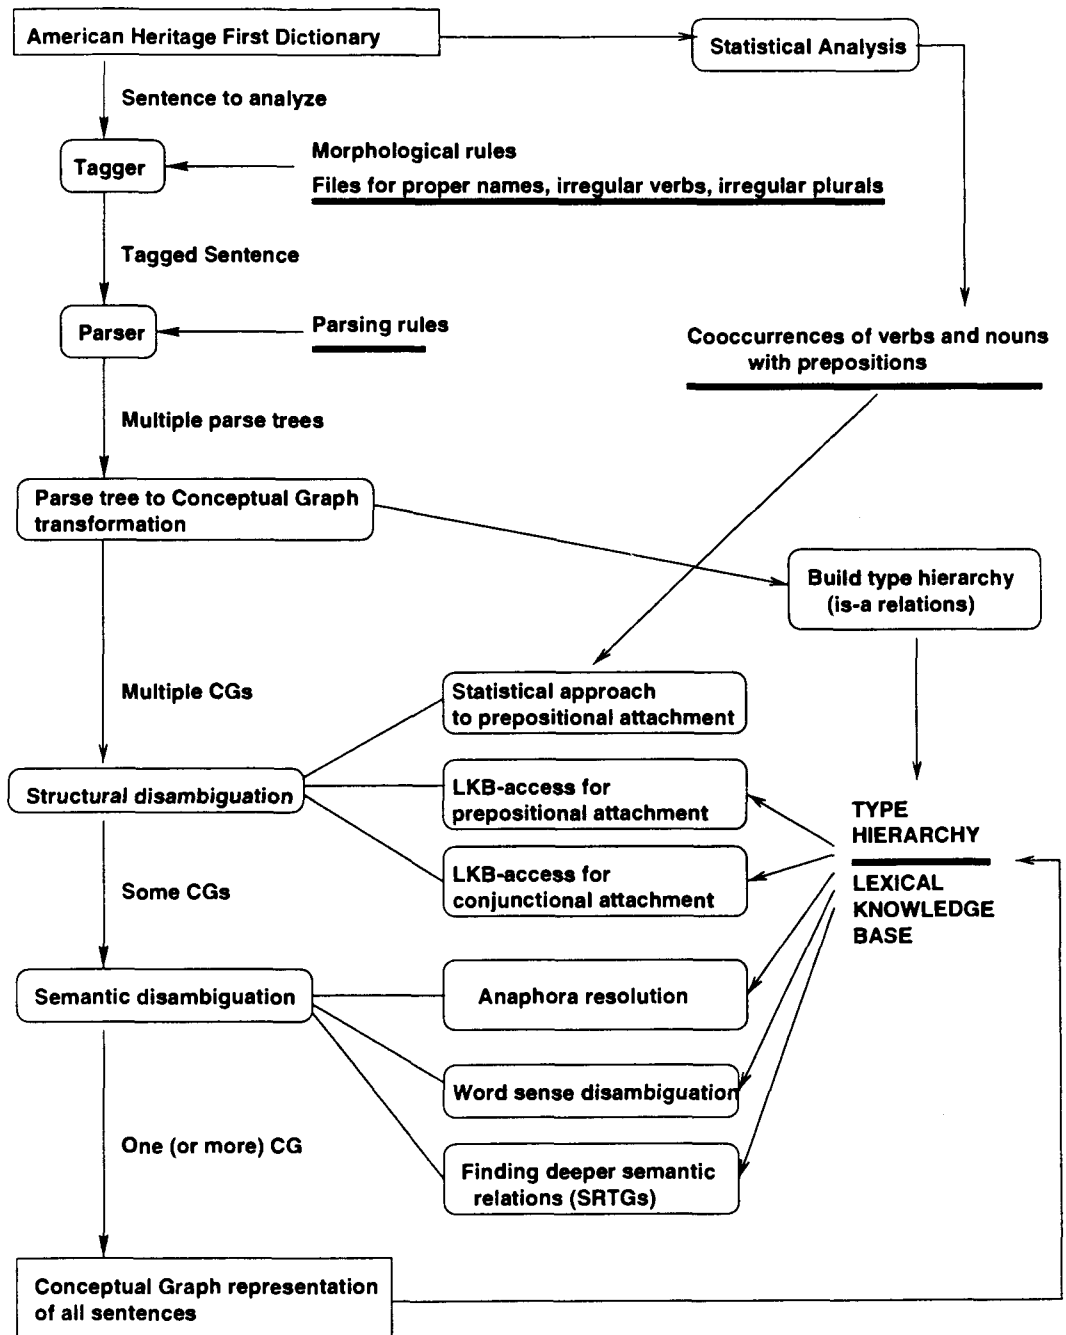 American Heritage First Dictionary
Statistical Analysis
Sentence to analyze
Tagger
Morphological rules
Files for proper names, irregular verbs, irregular plurals
Tagged Sentence
Parser
Parsing rules
Cooccurrences of verbs and nouns
with prepositions
Multiple parse trees
Parse tree to Conceptual Graph
transformation
Build type hierarchy
(is-a relations)
Multiple CGs
Statistical approach
to prepositional attachment
Structural disambiguation
LKB-access for
prepositional attachment
TYPE
HIERARCHY
LKB-access for
conjunctional attachment
LEXICAL
KNOWLEDGE
BASE
Some CGs
Semantic disambiguation
Anaphora resolution
Word sense disambiguation
One (or more) CG
Finding deeper semantic
relations (SRTGs)
Conceptual Graph representation
of all sentences